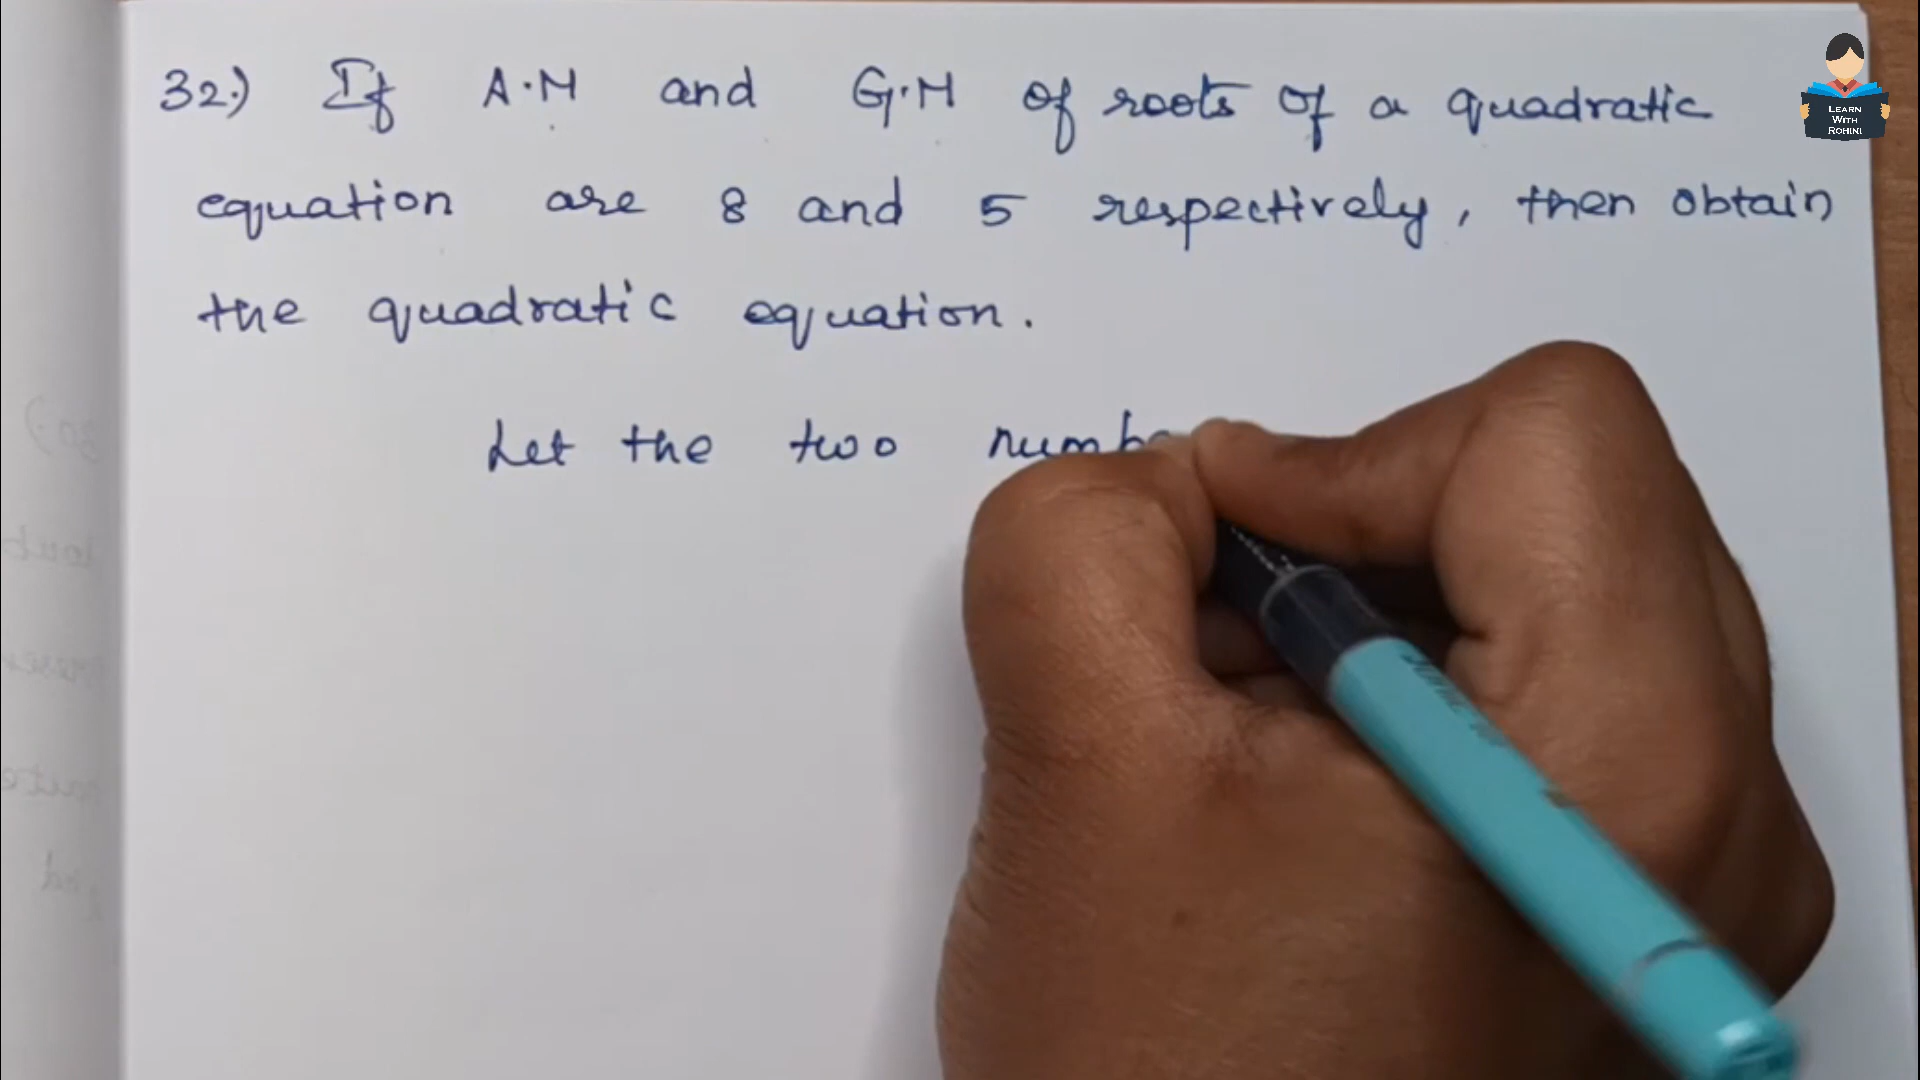 32.) If A.M and G.M of roots of a quadratic
equation are 8 and 5 respectively, then obtain
the quadratic equation.
Let the two
LEARN
WITH
ROHINI